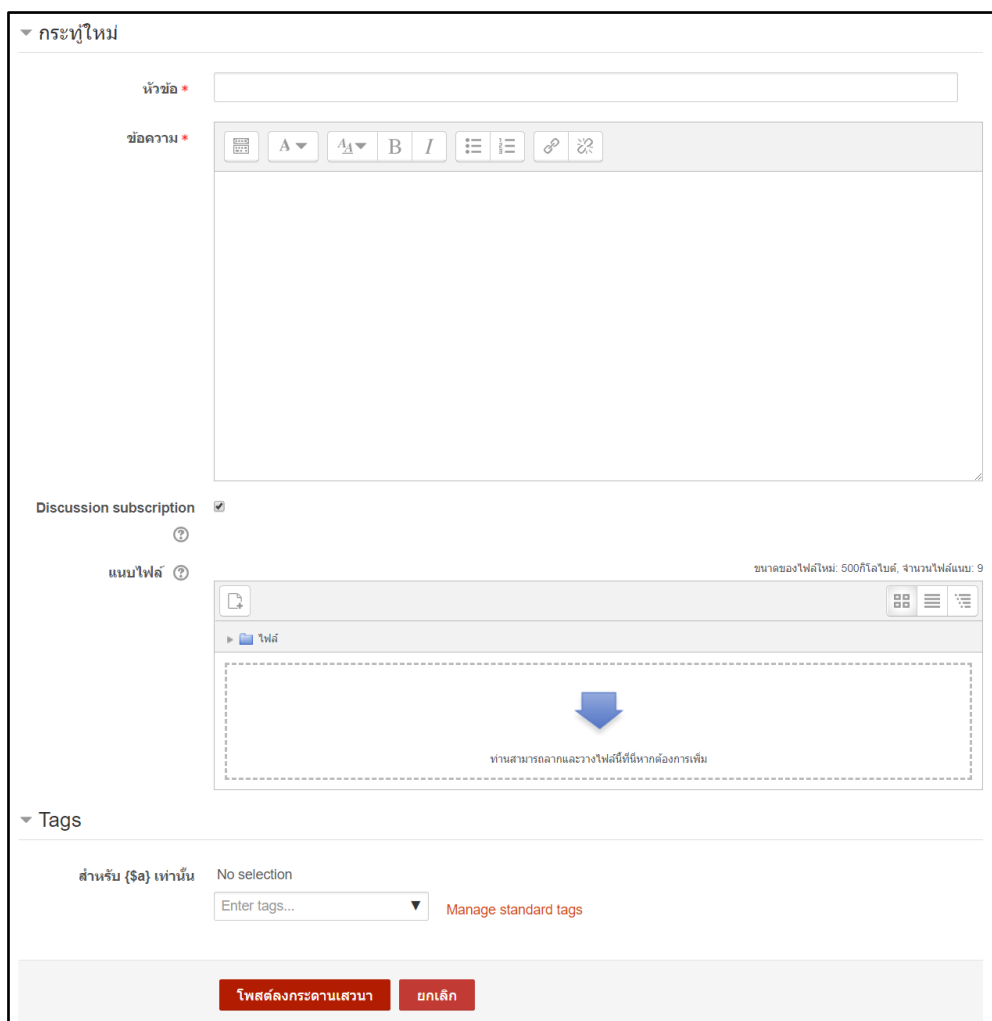 กระทู้ใหม่
หัวข้อ *
ข้อความ *
Discussion subscription
แนบไฟล์
ขนาดของไฟล์ใหม่: 500กิโลไบต์, จำนวนไฟล์แนบ: 9
ไฟล์
ท่านสามารถลากและวางไฟล์นี้ที่นี่หากต้องการเพิ่ม
Tags
สำหรับ {$a} เท่านั้น
No selection
Enter tags...
Manage standard tags
โพสต์ลงกระดานเสวนา ยกเลิก